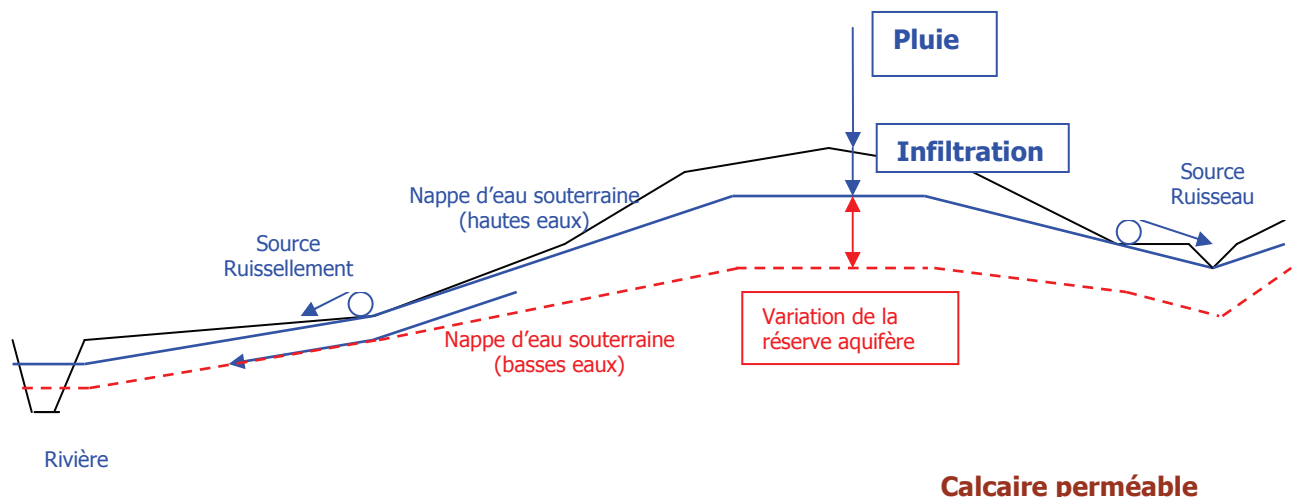 Pluie
Infiltration
Source
Ruisseau
Nappe d'eau souterraine
(hautes eaux)
Source
Ruissellement
Variation de la
réserve aquifère
Nappe d'eau souterraine
(basses eaux)
Rivière
Calcaire perméable